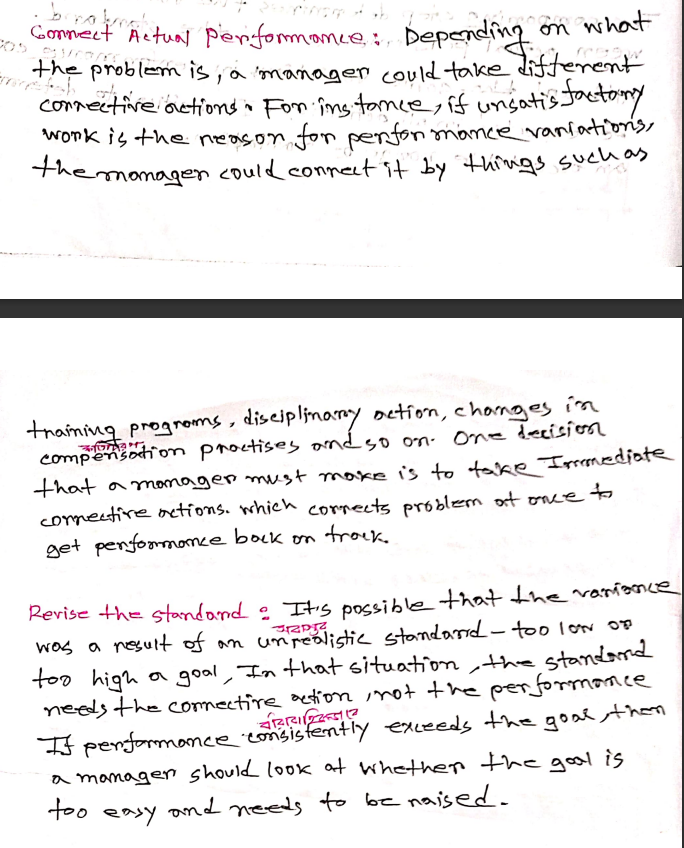 Correct Actual Performance: Depending on what
the problem is, a manager could take different
corrective actions. For instance, if unsatisfactory
work is the reason for performance variations,
the manager could correct it by things such as
training programs, disciplinary action, changes in
compensation practises and so on. One decision
that a manager must make is to take Immediate
corrective actions. which corrects problem at once to
get performance back on track.
Revise the standard: It's possible that the variance
was a result of an unrealistic standard - too low or
too high a goal, In that situation, the standard
needs the corrective action, not the performance
If performance consistently exceeds the goal, then
a manager should look at whether the goal is
too easy and needs to be raised.